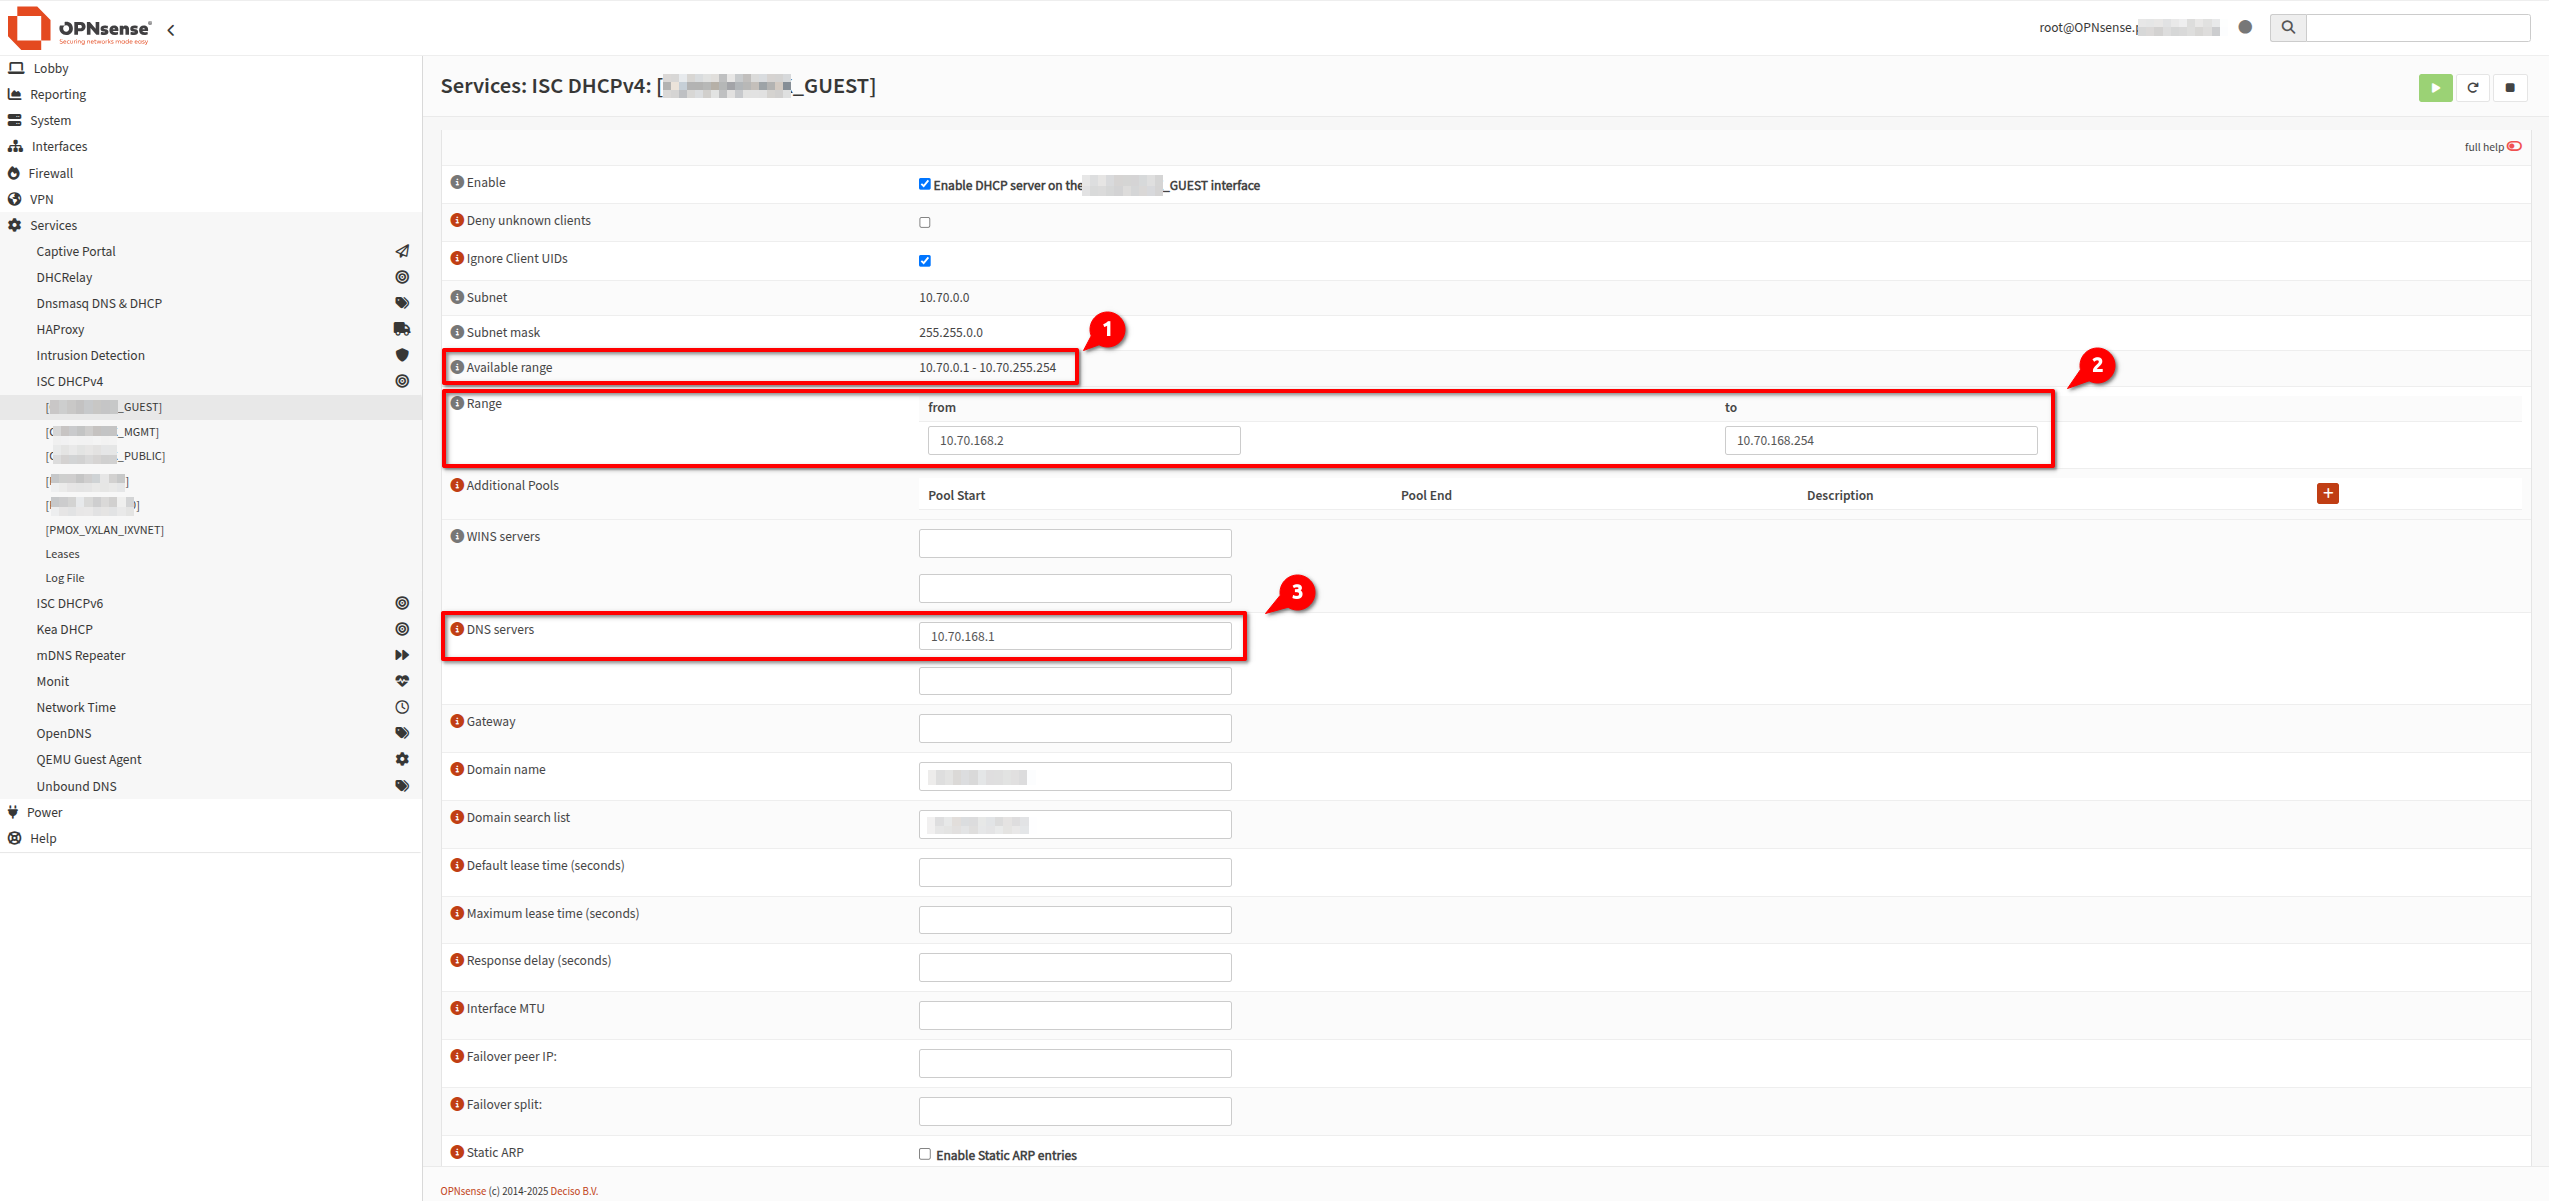 OPNsense
Securing networks made easy
root@OPNsense.
Lobby
Reporting
System
Interfaces
Firewall
VPN
Services
Captive Portal
DHCRelay
Dnsmasq DNS & DHCP
HAProxy
Intrusion Detection
ISC DHCPv4
[ _GUEST]
[ _MGMT]
[ _PUBLIC]
[ ]
[ ]
[PMOX_VXLAN_IXVNET]
Leases
Log File
ISC DHCPv6
Kea DHCP
mDNS Repeater
Monit
Network Time
OpenDNS
QEMU Guest Agent
Unbound DNS
Power
Help
Services: ISC DHCPv4: [ _GUEST]
full help
Enable
Enable DHCP server on the _GUEST interface
Deny unknown clients
Ignore Client UIDs
Subnet 10.70.0.0
Subnet mask 255.255.0.0
1
Available range 10.70.0.1 - 10.70.255.254
2
Range from to
10.70.168.2 10.70.168.254
Additional Pools Pool Start Pool End Description
WINS servers
3
DNS servers 10.70.168.1
Gateway
Domain name
Domain search list
Default lease time (seconds)
Maximum lease time (seconds)
Response delay (seconds)
Interface MTU
Failover peer IP:
Failover split:
Static ARP Enable Static ARP entries
OPNsense (c) 2014-2025 Deciso B.V.